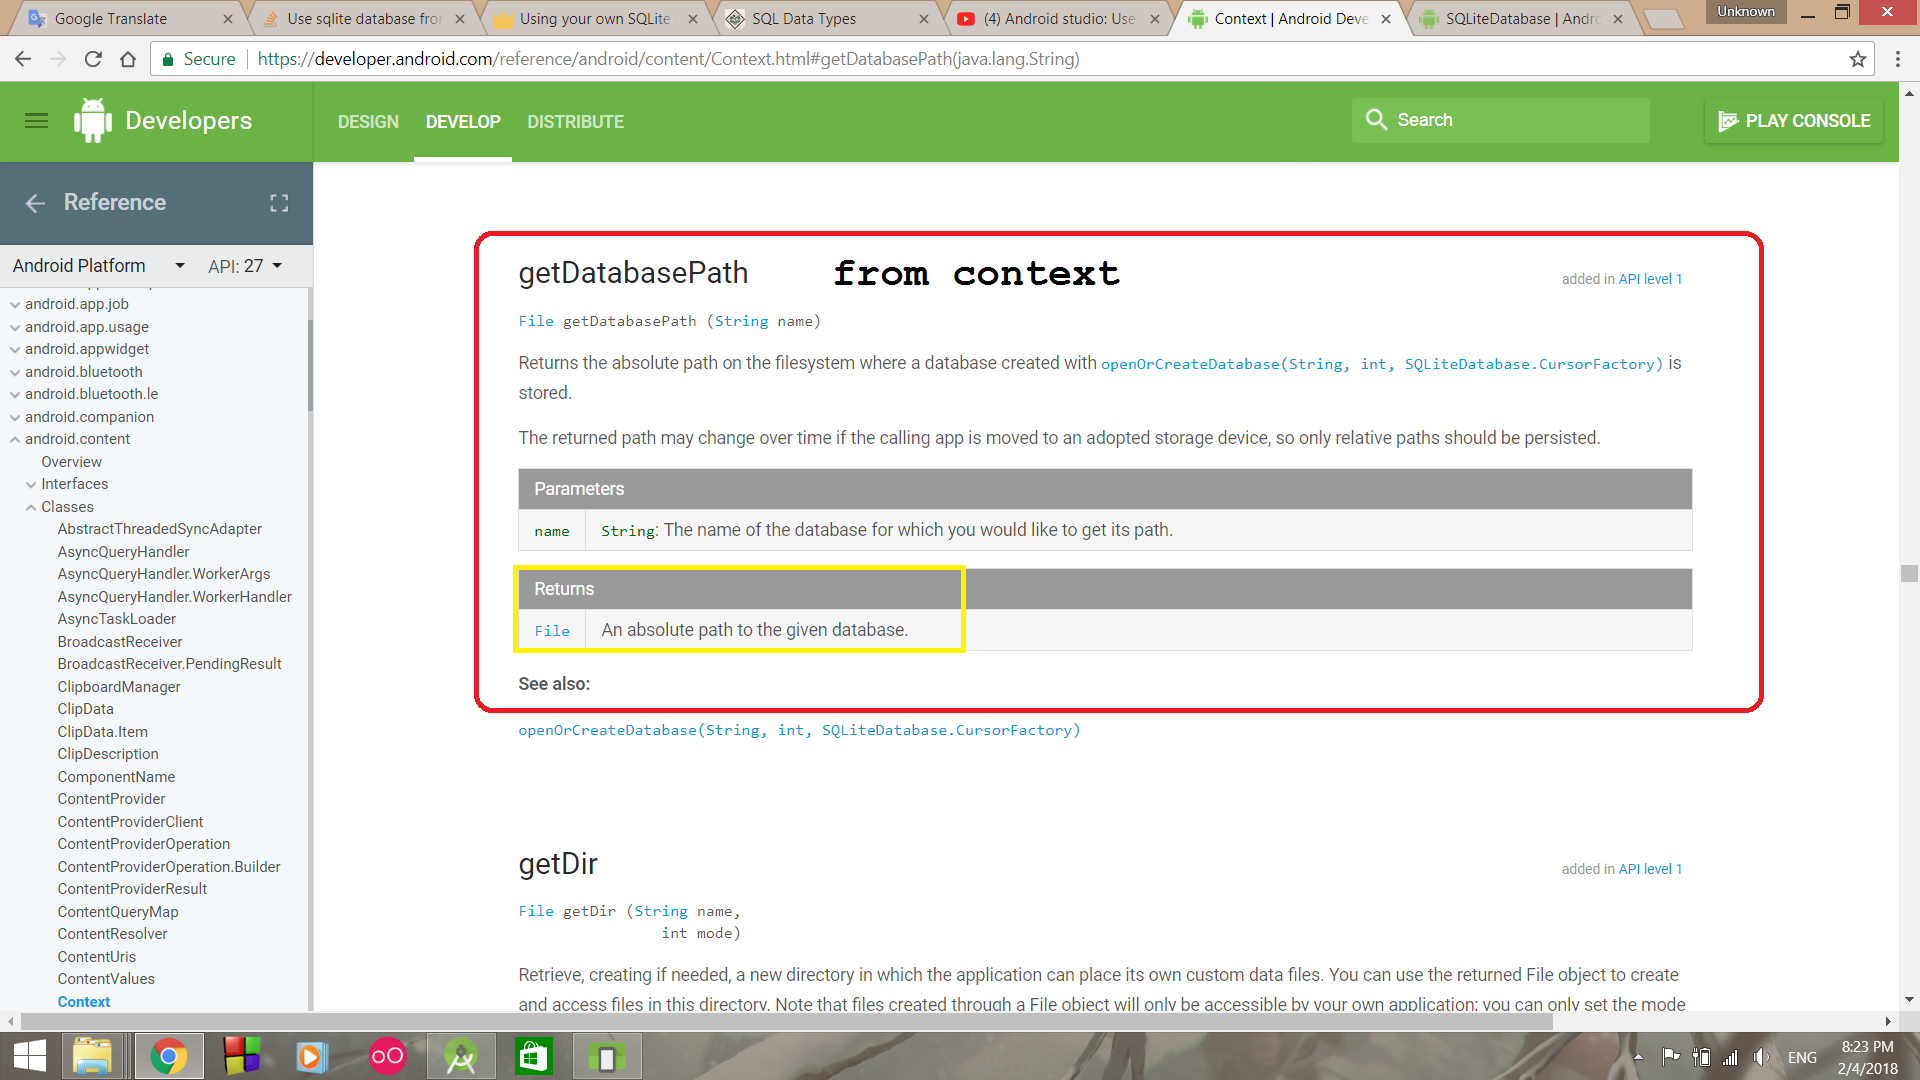 Google Translate
Use sqlite database fro
Using your own SQLite
SQL Data Types
(4) Android studio: Use
Context | Android Deve
SQLiteDatabase | Andro
Unknown
Secure
https://developer.android.com/reference/android/content/Context.html#getDatabasePath(java.lang.String)
Developers
DESIGN
DEVELOP
DISTRIBUTE
Search
PLAY CONSOLE
Reference
Android Platform
API: 27
android.app.job
android.app.usage
android.appwidget
android.bluetooth
android.bluetooth.le
android.companion
android.content
Overview
Interfaces
Classes
AbstractThreadedSyncAdapter
AsyncQueryHandler
AsyncQueryHandler.WorkerArgs
AsyncQueryHandler.WorkerHandler
AsyncTaskLoader
BroadcastReceiver
BroadcastReceiver.PendingResult
ClipboardManager
ClipData
ClipData.Item
ClipDescription
ComponentName
ContentProvider
ContentProviderClient
ContentProviderOperation
ContentProviderOperation.Builder
ContentProviderResult
ContentQueryMap
ContentResolver
ContentUris
ContentValues
Context
getDatabasePath
from context
added in API level 1
File getDatabasePath (String name)
Returns the absolute path on the filesystem where a database created with openOrCreateDatabase(String, int, SQLiteDatabase.CursorFactory) is
stored.
The returned path may change over time if the calling app is moved to an adopted storage device, so only relative paths should be persisted.
Parameters
name String: The name of the database for which you would like to get its path.
Returns
File An absolute path to the given database.
See also:
openOrCreateDatabase(String, int, SQLiteDatabase.CursorFactory)
getDir
added in API level 1
File getDir (String name,
int mode)
Retrieve, creating if needed, a new directory in which the application can place its own custom data files. You can use the returned File object to create
and access files in this directory. Note that files created through a File object will only be accessible by your own application; you can only set the mode
ENG
8:23 PM
2/4/2018